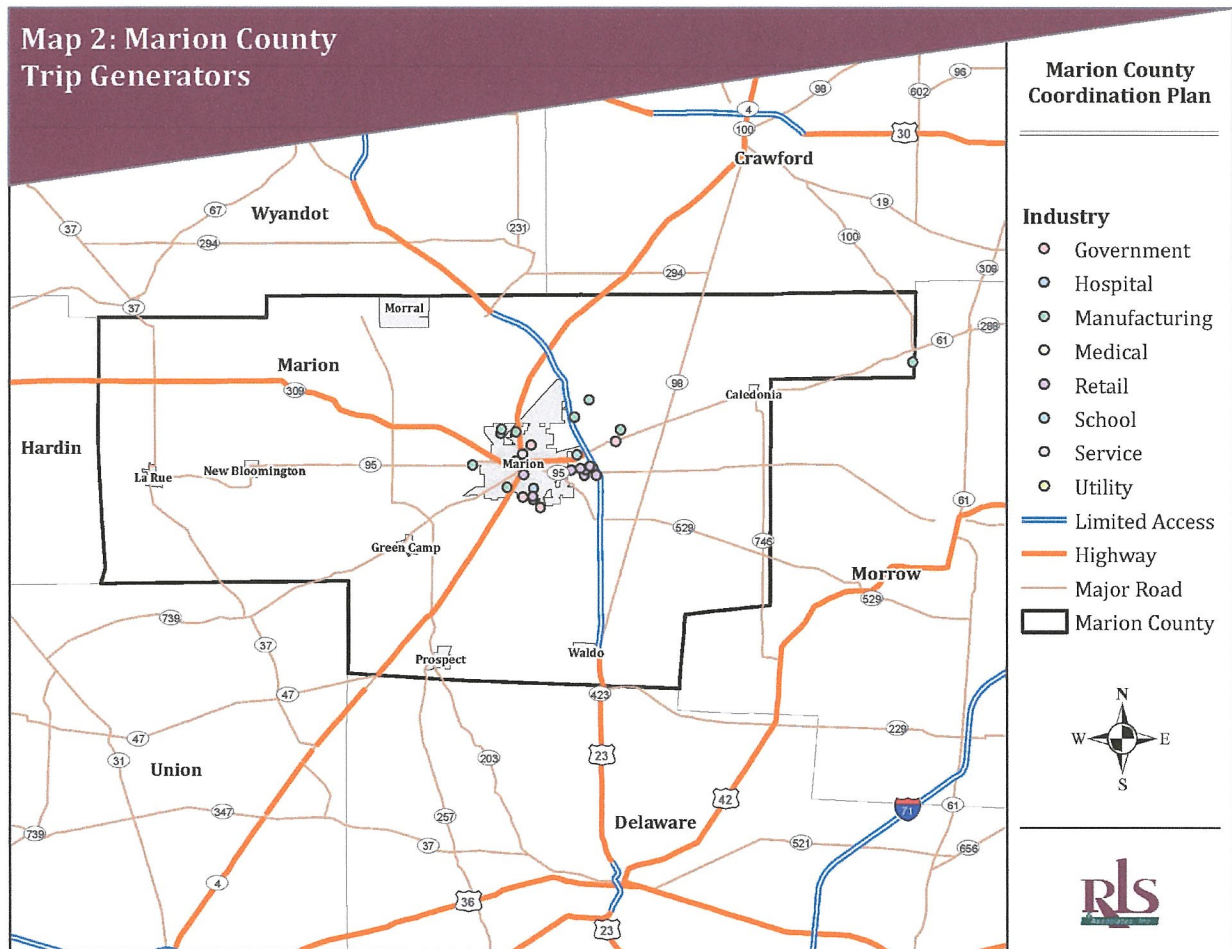 Map 2: Marion County
Trip Generators
Marion County
Coordination Plan
Industry
Government
Hospital
Manufacturing
Medical
Retail
School
Service
Utility
Limited Access
Highway
Major Road
Marion County
N
W
E
S
RLS
& Associates, Inc.
96
98
602
4
100
30
Crawford
Wyandot
67
37
231
19
294
100
294
309
37
Morral
286
61
Marion
98
309
Caledonia
Hardin
Marion
95
New Bloomington
95
La Rue
61
529
746
Green Camp
Morrow
529
739
37
Waldo
Prospect
423
47
229
47
23
31
203
Union
42
71
61
347
257
Delaware
739
37
521
656
4
36
23